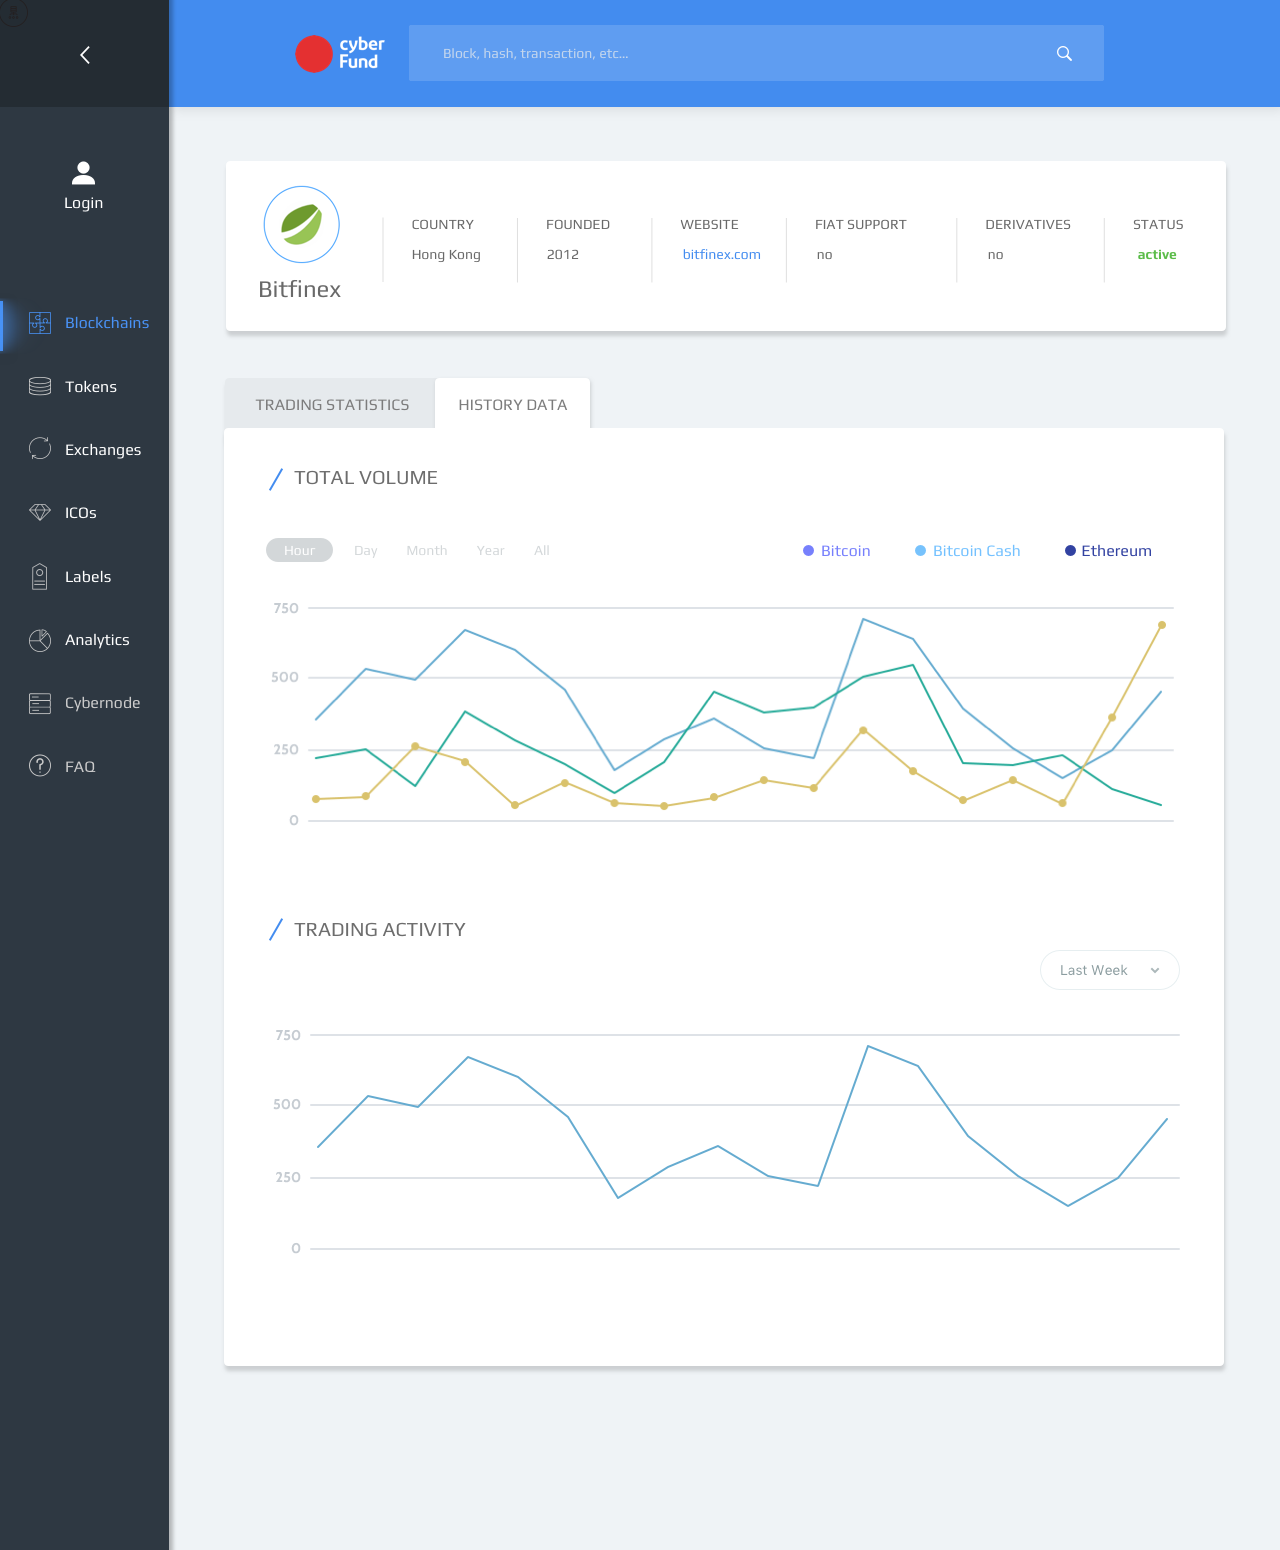 cyber
Fund
Block, hash, transaction, etc...
Login
Blockchains
Tokens
Exchanges
ICOs
Labels
Analytics
Cybernode
FAQ
Bitfinex
COUNTRY
Hong Kong
FOUNDED
2012
WEBSITE
bitfinex.com
FIAT SUPPORT
no
DERIVATIVES
no
STATUS
active
TRADING STATISTICS
HISTORY DATA
TOTAL VOLUME
Hour Day Month Year All
Bitcoin Bitcoin Cash Ethereum
750
500
250
0
TRADING ACTIVITY
Last Week
750
500
250
0